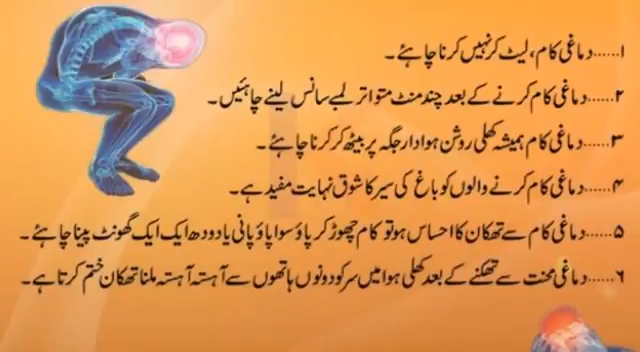 ۱......دماغی کام، لیٹ کر نہیں کرنا چاہئے۔
۲......دماغی کام کرنے کے بعد چند منٹ متواتر لمبے سانس لینے چاہئیں۔
۳......دماغی کام ہمیشہ کھلی روشن ہوادار جگہ پر بیٹھ کر کرنا چاہئے۔
۴......دماغی کام کرنے والوں کو باغ کی سیر کا شوق نہایت مفید ہے۔
۵......دماغی کام سے تھکان کا احساس ہو تو کام چھوڑ کر پاؤ سوا پاؤ پانی یا دودھ ایک ایک گھونٹ پینا چاہئے۔
۶......دماغی محنت سے تھکنے کے بعد کھلی ہوا میں سر کو دونوں ہاتھوں سے آہستہ آہستہ ملنا تھکان ختم کرتا ہے۔